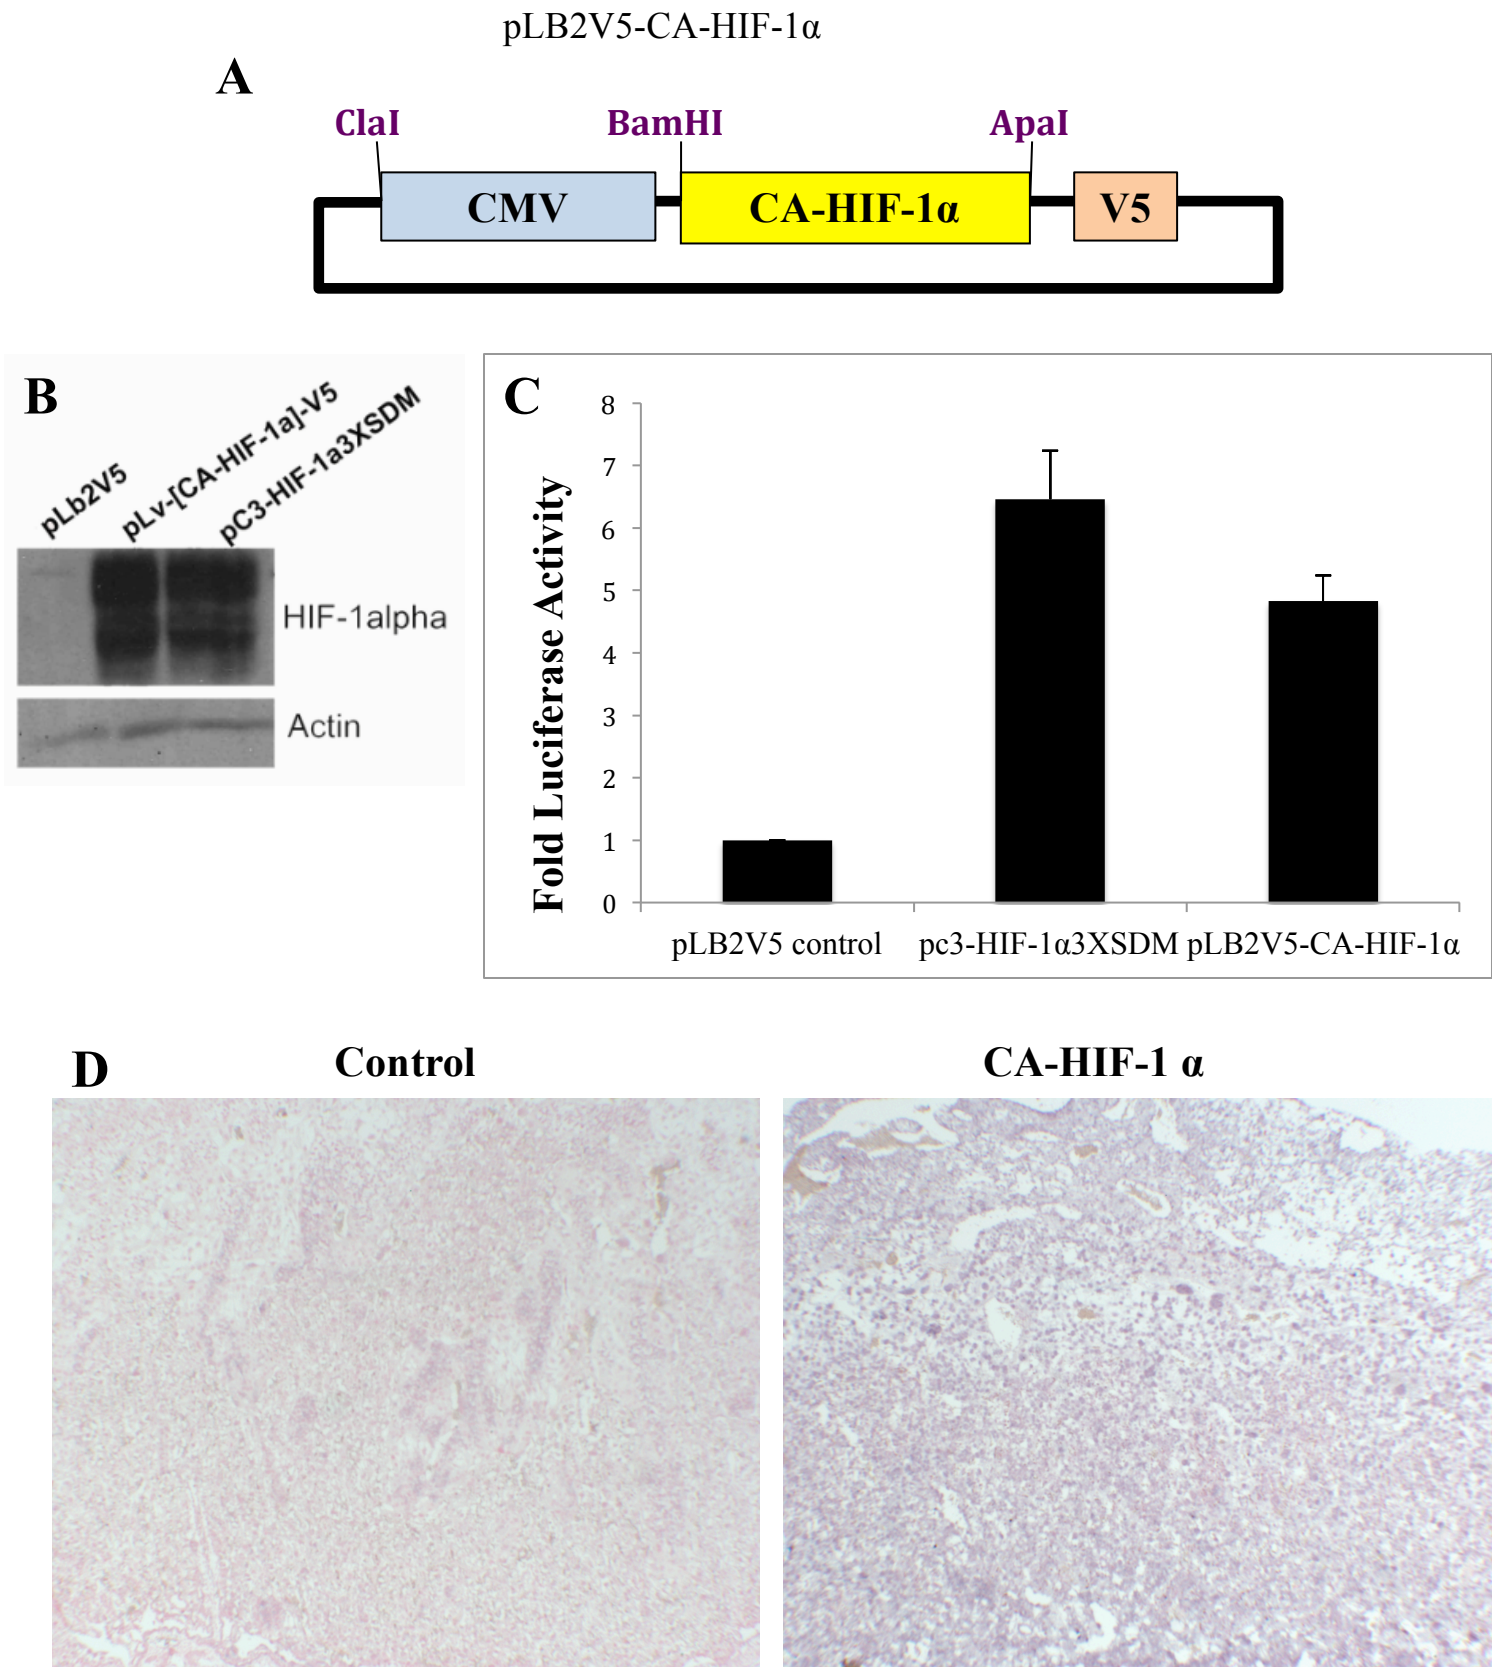 pLB2V5-CA-HIF-1α
A
ClaI BamHI ApaI
CMV CA-HIF-1α V5
B
pLb2V5
pLv-[CA-HIF-1a]-V5
pC3-HIF-1a3XSDM
HIF-1alpha
Actin
C
Fold Luciferase Activity
8
7
6
5
4
3
2
1
0
pLB2V5 control pc3-HIF-1α3XSDM pLB2V5-CA-HIF-1α
D
Control CA-HIF-1 α